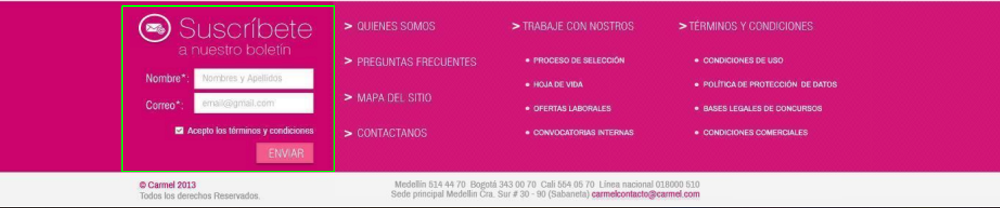 Suscríbete
a nuestro boletín
Nombre*: Nombres y Apellidos
Correo*: email@gmail.com
Acepto los términos y condiciones
ENVIAR
> QUIENES SOMOS
> PREGUNTAS FRECUENTES
> MAPA DEL SITIO
> CONTACTANOS
> TRABAJE CON NOSTROS
• PROCESO DE SELECCIÓN
• HOJA DE VIDA
• OFERTAS LABORALES
• CONVOCATORIAS INTERNAS
> TÉRMINOS Y CONDICIONES
• CONDICIONES DE USO
• POLÍTICA DE PROTECCIÓN DE DATOS
• BASES LEGALES DE CONCURSOS
• CONDICIONES COMERCIALES
© Carmel 2013
Todos los derechos Reservados.
Medellín 514 44 70 Bogotá 343 00 70 Cali 554 05 70 Línea nacional 018000 510
Sede principal Medellin Cra. Sur # 30 - 90 (Sabaneta) carmelcontacto@carmel.com